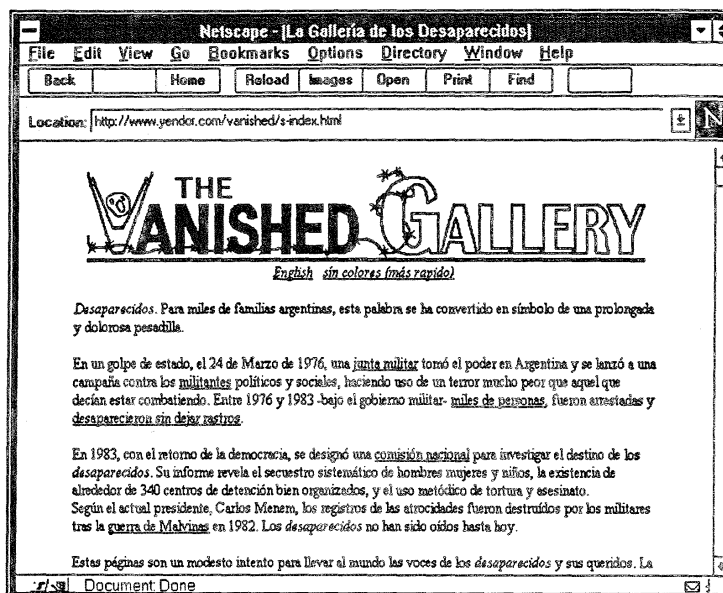 Netscape - [La Gallería de los Desaparecidos]
File Edit View Go Bookmarks Options Directory Window Help
Back Home Reload Images Open Print Find
Location: http://www.yendor.com/vanished/s-index.html
N
THE
VANISHED GALLERY
English sin colores (más rapido)
Desaparecidos. Para miles de familias argentinas, esta palabra se ha convertido en símbolo de una prolongada
y dolorosa pesadilla.
En un golpe de estado, el 24 de Marzo de 1976, una junta militar tomó el poder en Argentina y se lanzó a una
campaña contra los militantes políticos y sociales, haciendo uso de un terror mucho peor que aquel que
decían estar combatiendo. Entre 1976 y 1983 -bajo el gobierno militar- miles de personas, fueron arrestadas y
desaparecieron sin dejar rastros.
En 1983, con el retorno de la democracia, se designó una comisión nacional para investigar el destino de los
desaparecidos. Su informe revela el secuestro sistemático de hombres mujeres y niños, la existencia de
alrededor de 340 centros de detención bien organizados, y el uso metódico de tortura y asesinato.
Según el actual presidente, Carlos Menem, los registros de las atrocidades fueron destruídos por los militares
tras la guerra de Malvinas en 1982. Los desaparecidos no han sido oídos hasta hoy.
Estas páginas son un modesto intento para llevar al mundo las voces de los desaparecidos y sus queridos. La
Document: Done